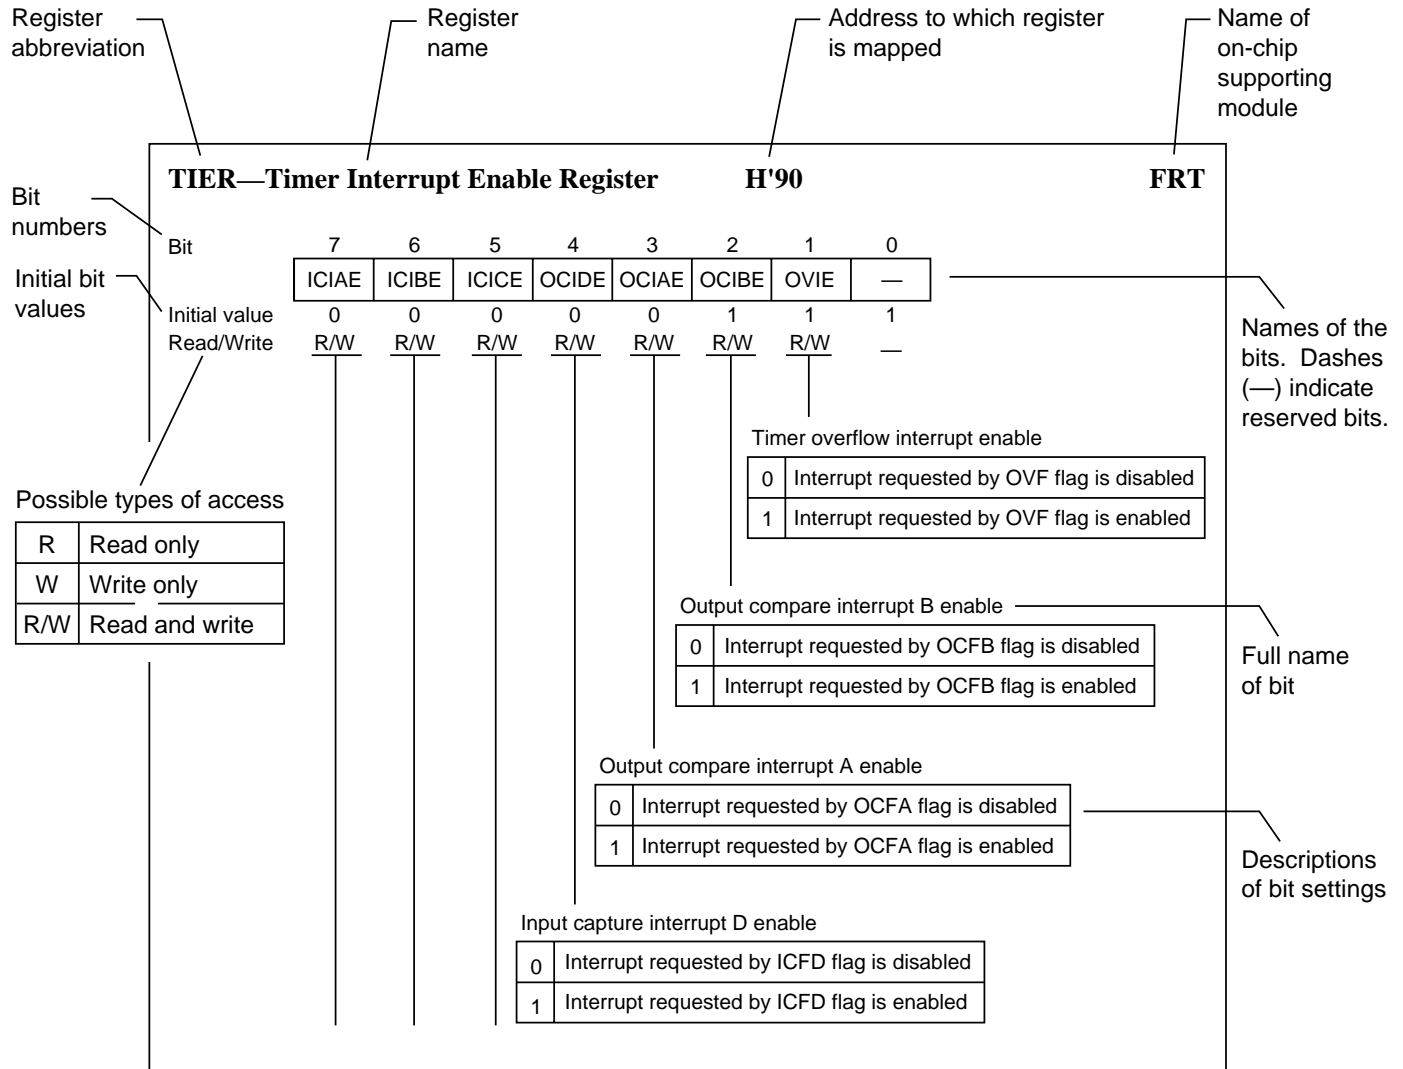 Register
abbreviation
Register
name
Address to which register
is mapped
Name of
on-chip
supporting
module
TIER—Timer Interrupt Enable Register H'90 FRT
Bit
numbers
Bit 7 6 5 4 3 2 1 0
ICIAE ICIBE ICICE OCIDE OCIAE OCIBE OVIE —
Initial bit
values
Initial value 0 0 0 0 0 1 1 1
Read/Write R/W R/W R/W R/W R/W R/W R/W —
Names of the
bits. Dashes
(—) indicate
reserved bits.
Timer overflow interrupt enable
0 Interrupt requested by OVF flag is disabled
1 Interrupt requested by OVF flag is enabled
Possible types of access
R Read only
W Write only
R/W Read and write
Output compare interrupt B enable
0 Interrupt requested by OCFB flag is disabled
1 Interrupt requested by OCFB flag is enabled
Full name
of bit
Output compare interrupt A enable
0 Interrupt requested by OCFA flag is disabled
1 Interrupt requested by OCFA flag is enabled
Descriptions
of bit settings
Input capture interrupt D enable
0 Interrupt requested by ICFD flag is disabled
1 Interrupt requested by ICFD flag is enabled